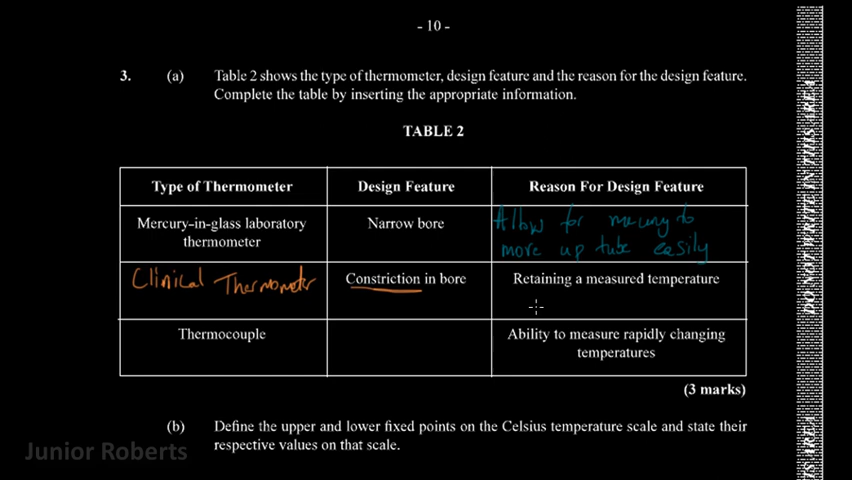 - 10 -
3. (a) Table 2 shows the type of thermometer, design feature and the reason for the design feature.
Complete the table by inserting the appropriate information.
TABLE 2
Type of Thermometer Design Feature Reason For Design Feature
Mercury–in-glass laboratory thermometer Narrow bore Allow for mercury to move up tube easily
Clinical Thermometer Constriction in bore Retaining a measured temperature
Thermocouple Ability to measure rapidly changing temperatures
(3 marks)
(b) Define the upper and lower fixed points on the Celsius temperature scale and state their
respective values on that scale.
Junior Roberts
DO NOT WRITE IN THIS AREA
IS AREA